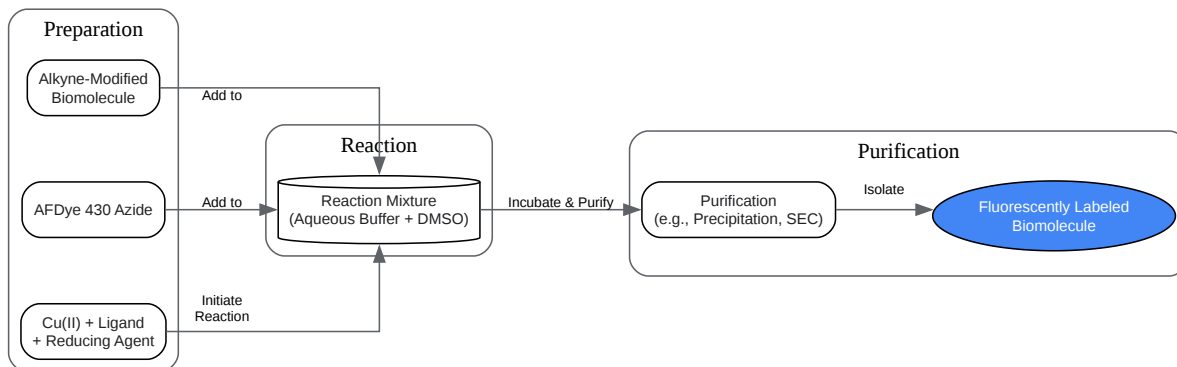 Preparation
Alkyne-Modified
Biomolecule
Add to
AFDye 430 Azide
Add to
Cu(II) + Ligand
+ Reducing Agent
Initiate
Reaction
Reaction
Reaction Mixture
(Aqueous Buffer + DMSO)
Incubate & Purify
Purification
Purification
(e.g., Precipitation, SEC)
Isolate
Fluorescently Labeled
Biomolecule